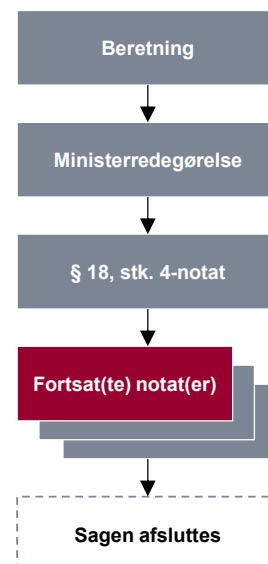 Beretning
Ministerredegørelse
§ 18, stk. 4-notat
Fortsat(te) notat(er)
Sagen afsluttes